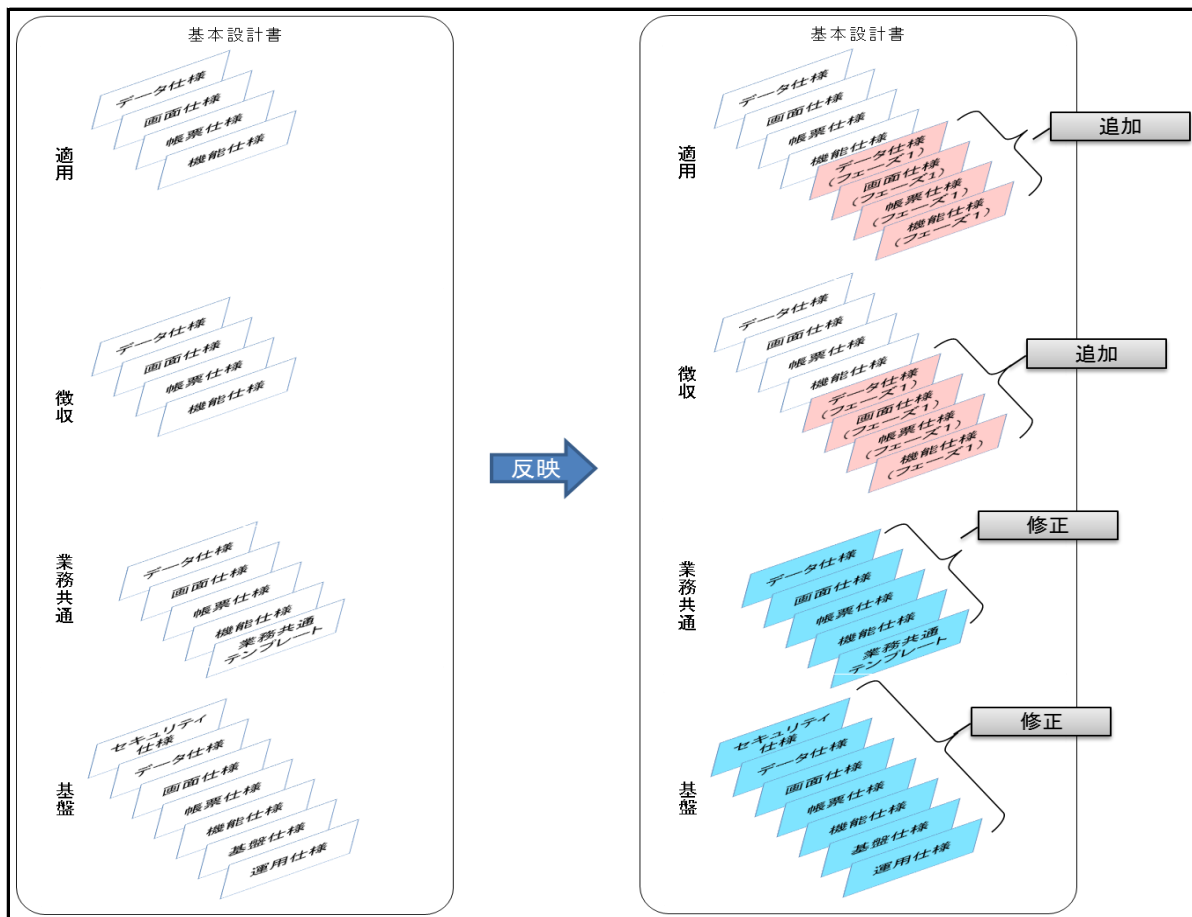 基本設計書
適用
データ仕様
画面仕様
帳票仕様
機能仕様
徴収
データ仕様
画面仕様
帳票仕様
機能仕様
業務共通
データ仕様
画面仕様
帳票仕様
機能仕様
業務共通
テンプレート
基盤
セキュリティ
仕様
データ仕様
画面仕様
帳票仕様
機能仕様
基盤仕様
運用仕様
反映
基本設計書
適用
データ仕様
画面仕様
帳票仕様
機能仕様
データ仕様
(フェーズ1)
画面仕様
(フェーズ1)
帳票仕様
(フェーズ1)
機能仕様
(フェーズ1)
追加
徴収
データ仕様
画面仕様
帳票仕様
機能仕様
データ仕様
(フェーズ1)
画面仕様
(フェーズ1)
帳票仕様
(フェーズ1)
機能仕様
(フェーズ1)
追加
業務共通
データ仕様
画面仕様
帳票仕様
機能仕様
業務共通
テンプレート
修正
基盤
セキュリティ
仕様
データ仕様
画面仕様
帳票仕様
機能仕様
基盤仕様
運用仕様
修正